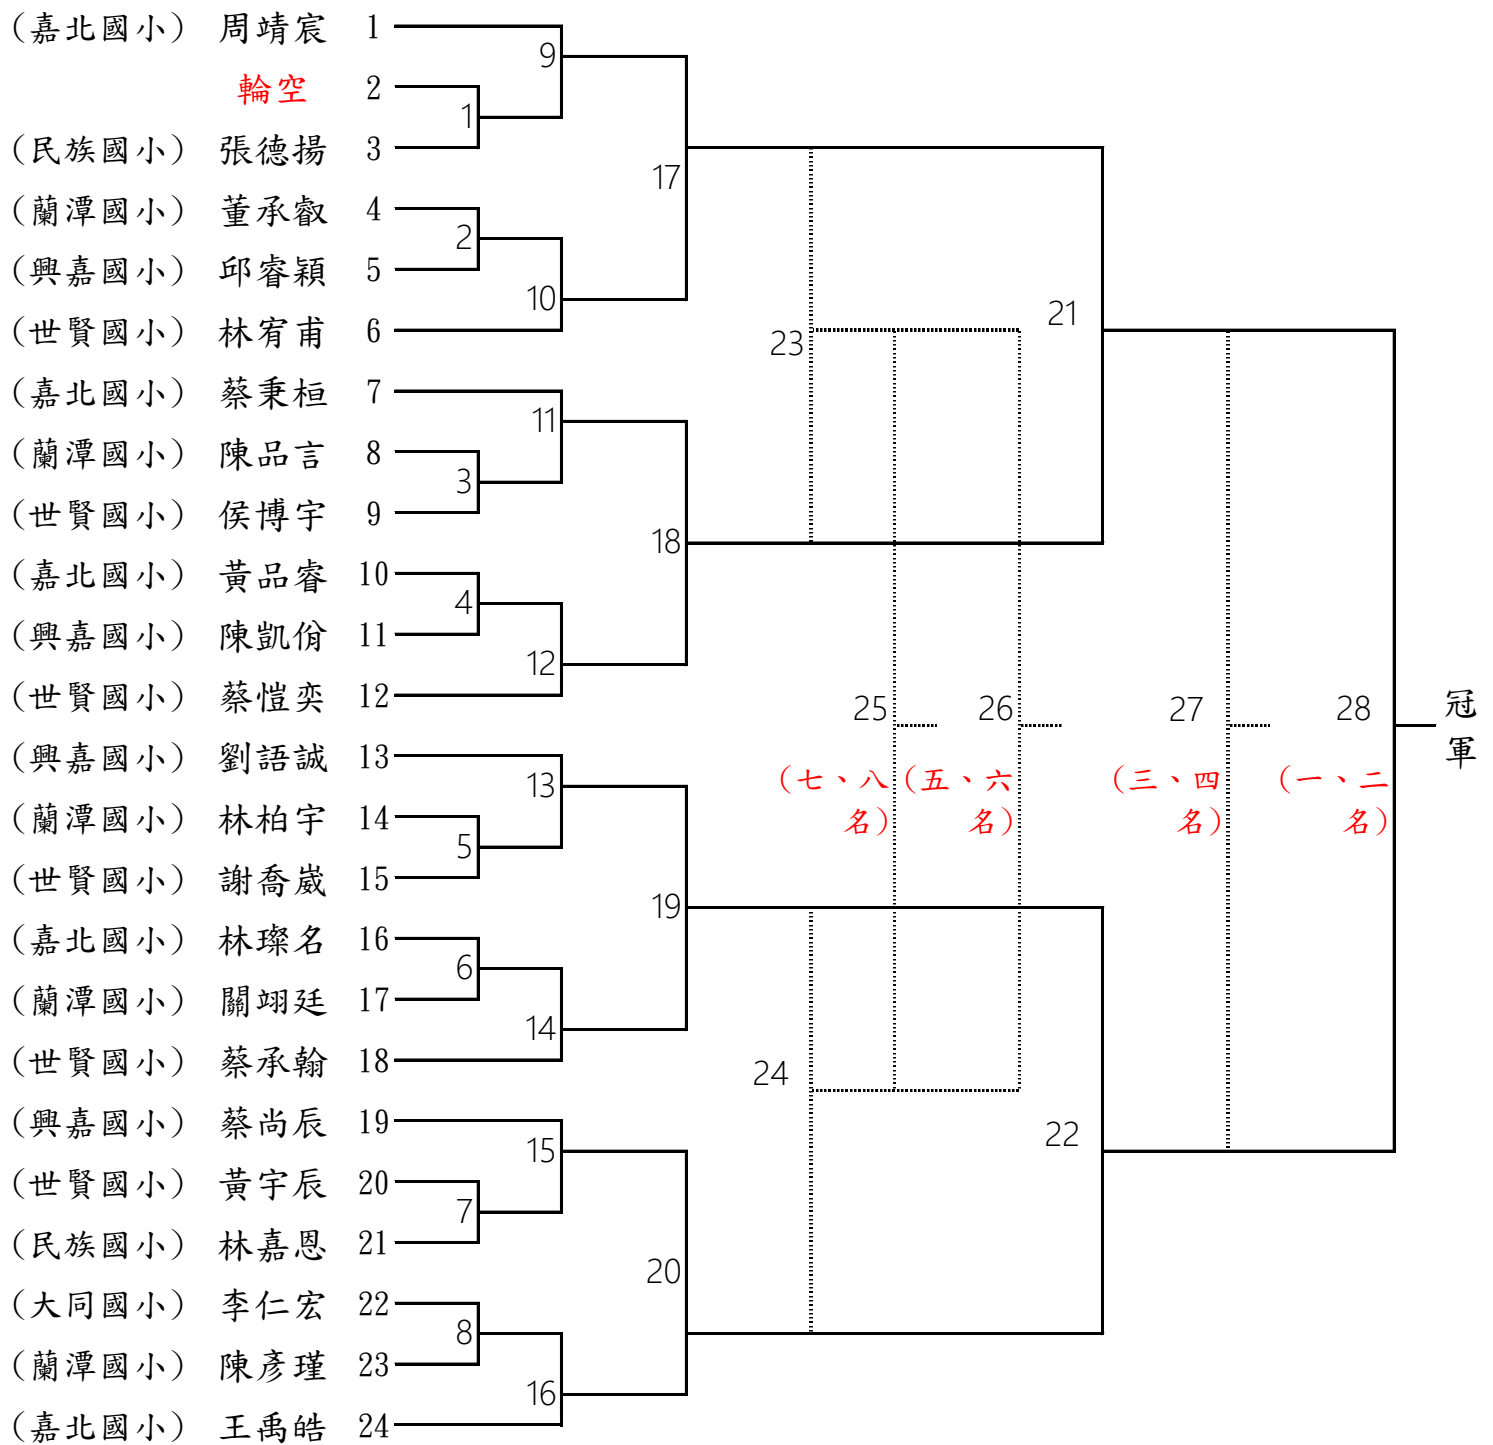 (嘉北國小) 周靖宸 1
輪空 2
(民族國小) 張德揚 3
(蘭潭國小) 董承叡 4
(興嘉國小) 邱睿穎 5
(世賢國小) 林宥甫 6
(嘉北國小) 蔡秉桓 7
(蘭潭國小) 陳品言 8
(世賢國小) 侯博宇 9
(嘉北國小) 黃品睿 10
(興嘉國小) 陳凱佾 11
(世賢國小) 蔡愷奕 12
(興嘉國小) 劉語誠 13
(蘭潭國小) 林柏宇 14
(世賢國小) 謝喬崴 15
(嘉北國小) 林璨名 16
(蘭潭國小) 關翊廷 17
(世賢國小) 蔡承翰 18
(興嘉國小) 蔡尚辰 19
(世賢國小) 黃宇辰 20
(民族國小) 林嘉恩 21
(大同國小) 李仁宏 22
(蘭潭國小) 陳彥瑾 23
(嘉北國小) 王禹皓 24
1
2
3
4
5
6
7
8
9
10
11
12
13
14
15
16
17
18
19
20
23
24
21
22
25
(七、八
名)
26
(五、六
名)
27
(三、四
名)
28
(一、二
名)
冠
軍